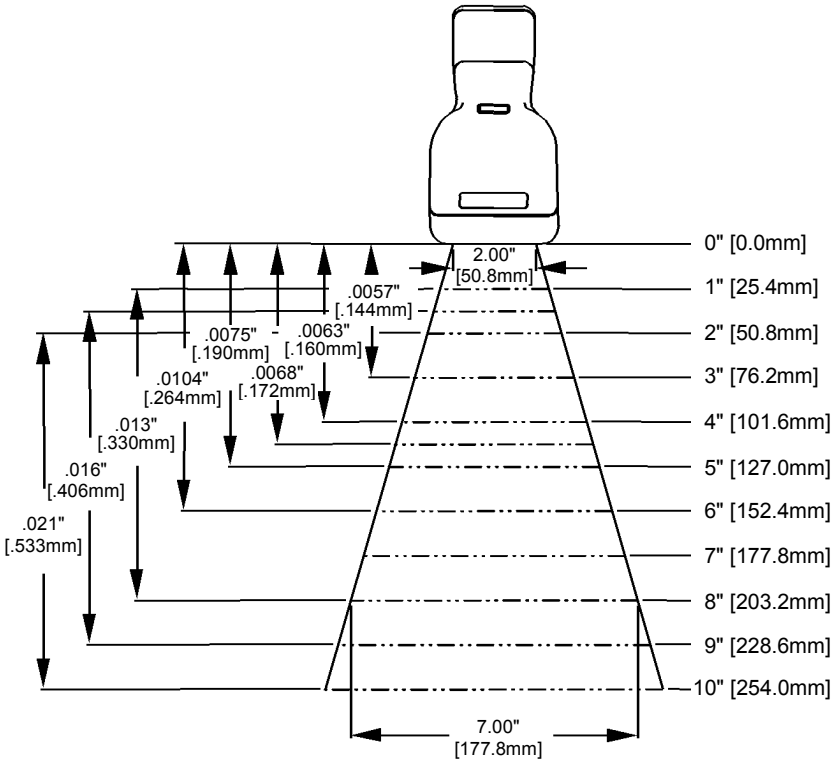 0" [0.0mm]
2.00"
[50.8mm]
1" [25.4mm]
.0057"
[.144mm]
2" [50.8mm]
.0075"
[.190mm]
.0063"
[.160mm]
3" [76.2mm]
.0104"
[.264mm]
.0068"
[.172mm]
4" [101.6mm]
.013"
[.330mm]
5" [127.0mm]
.016"
[.406mm]
6" [152.4mm]
.021"
[.533mm]
7" [177.8mm]
8" [203.2mm]
9" [228.6mm]
10" [254.0mm]
7.00"
[177.8mm]